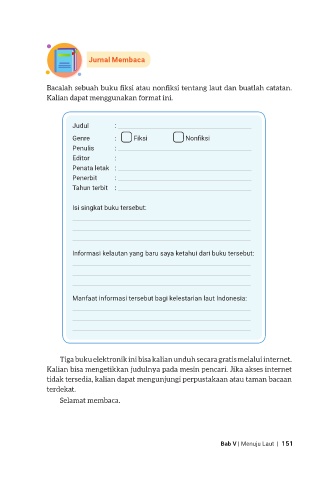 Jurnal Membaca
Bacalah sebuah buku fiksi atau nonfiksi tentang laut dan buatlah catatan.
Kalian dapat menggunakan format ini.
Judul :
Genre : Fiksi Nonfiksi
Penulis :
Editor :
Penata letak :
Penerbit :
Tahun terbit :
Isi singkat buku tersebut:
Informasi kelautan yang baru saya ketahui dari buku tersebut:
Manfaat informasi tersebut bagi kelestarian laut Indonesia:
Tiga buku elektronik ini bisa kalian unduh secara gratis melalui internet.
Kalian bisa mengetikkan judulnya pada mesin pencari. Jika akses internet
tidak tersedia, kalian dapat mengunjungi perpustakaan atau taman bacaan
terdekat.
Selamat membaca.
Bab V | Menuju Laut | 151